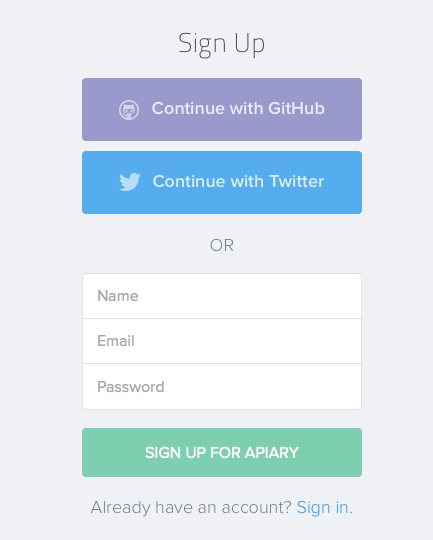 Sign Up
Continue with GitHub
Continue with Twitter
OR
Name
Email
Password
SIGN UP FOR APIARY
Already have an account? Sign in.